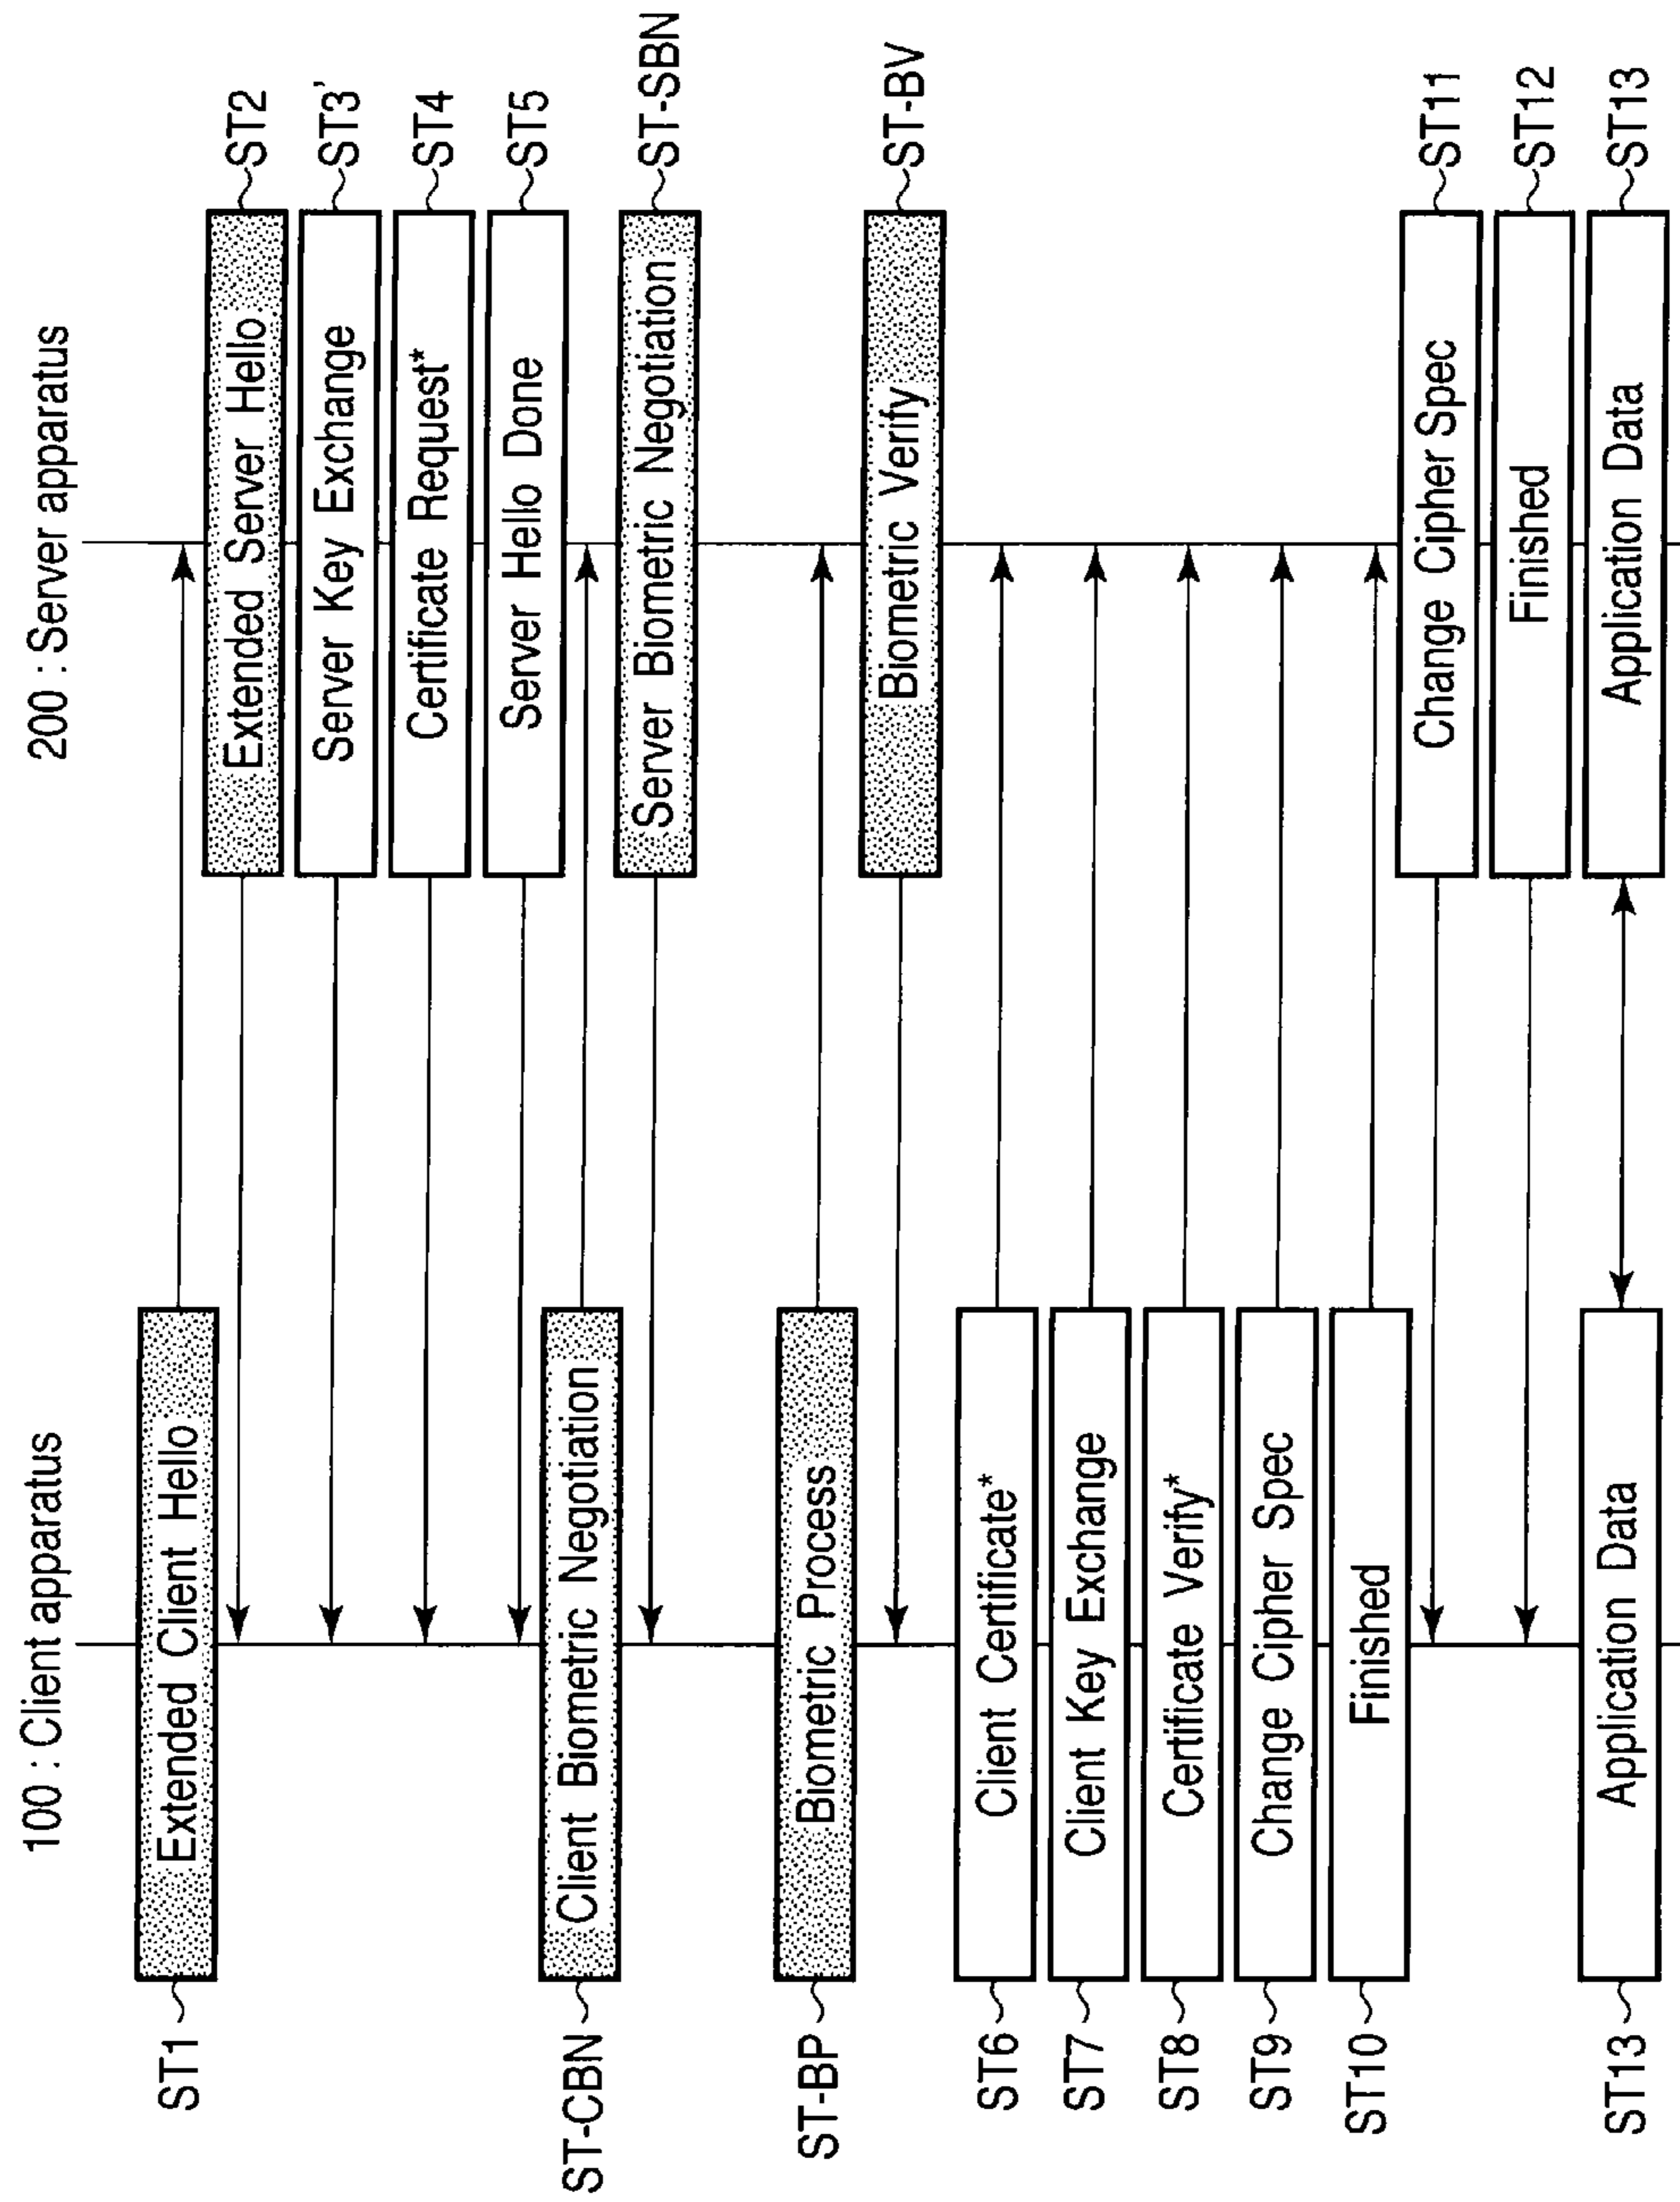 100 : Client apparatus
200 : Server apparatus
ST1
Extended Client Hello
Extended Server Hello
ST2
Server Key Exchange
ST3'
Certificate Request*
ST4
Server Hello Done
ST5
ST-CBN
Client Biometric Negotiation
Server Biometric Negotiation
ST-SBN
ST-BP
Biometric Process
Biometric Verify
ST-BV
ST6
Client Certificate*
ST7
Client Key Exchange
ST8
Certificate Verify*
ST9
Change Cipher Spec
ST10
Finished
Change Cipher Spec
ST11
Finished
ST12
ST13
Application Data
Application Data
ST13